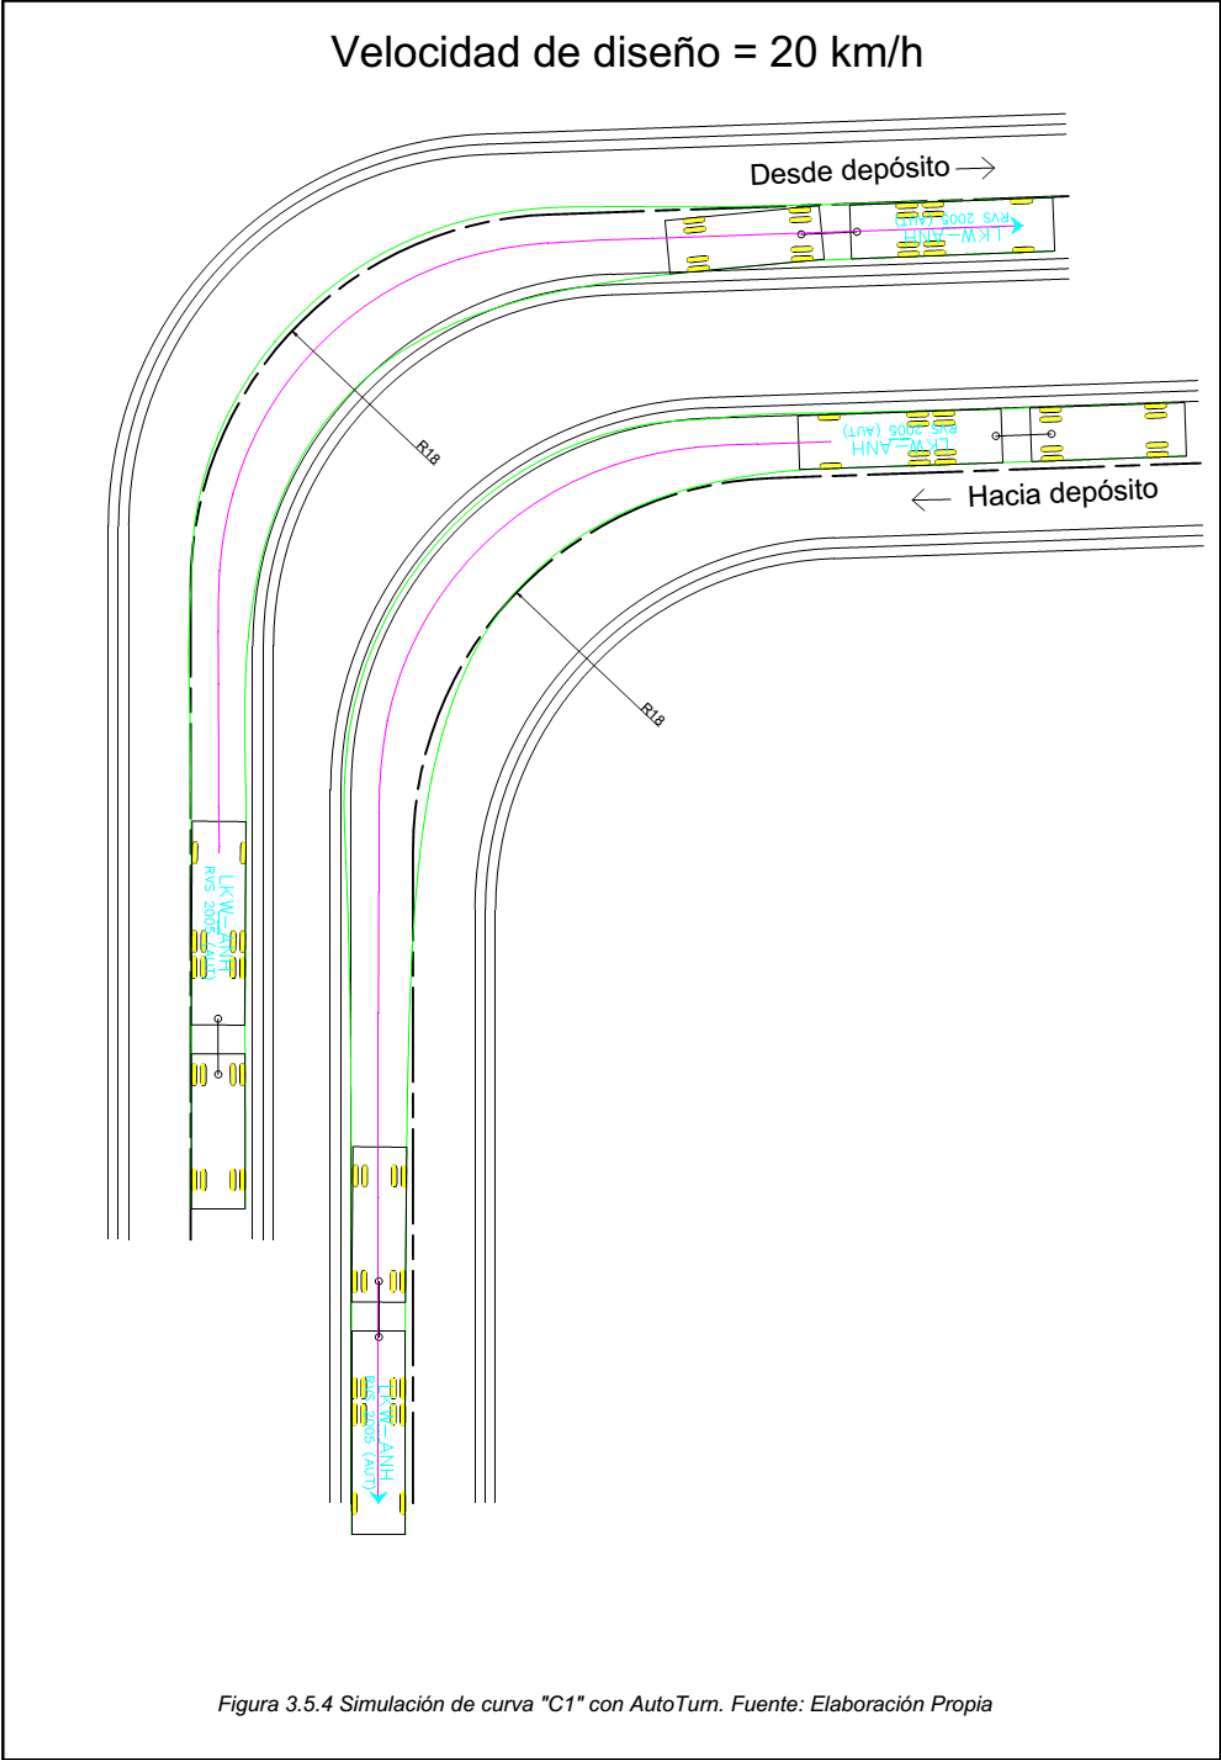 Velocidad de diseño = 20 km/h
Desde depósito
LKW-ANH
RVS 2005 (AUT)
R18
LKW-ANH
RVS 2005 (AUT)
Hacia depósito
R18
LKW-ANH
RVS 2005 (AUT)
LKW-ANH
RVS 2005 (AUT)
Figura 3.5.4 Simulación de curva "C1" con AutoTurn. Fuente: Elaboración Propia